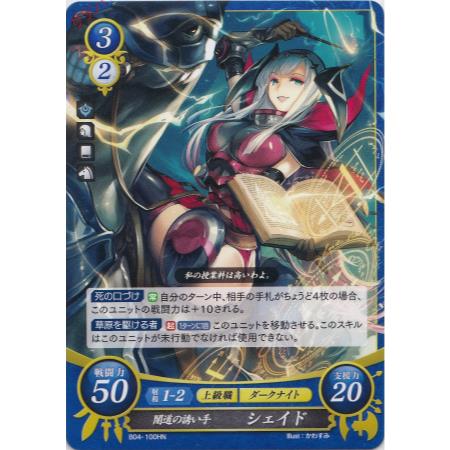 3
2
私の授業料は高いわよ。
死の口づけ 常 自分のターン中、相手の手札がちょうど4枚の場合、
このユニットの戦闘力は+10される。
草原を駆ける者 起 1ターンに1回 このユニットを移動させる。このスキル
はこのユニットが未行動でなければ使用できない。
戦闘力
50
射程 1-2
上級職
ダークナイト
支援力
20
闇道の誘い手 シェイド
B04-100HN
Illust:かわすみ